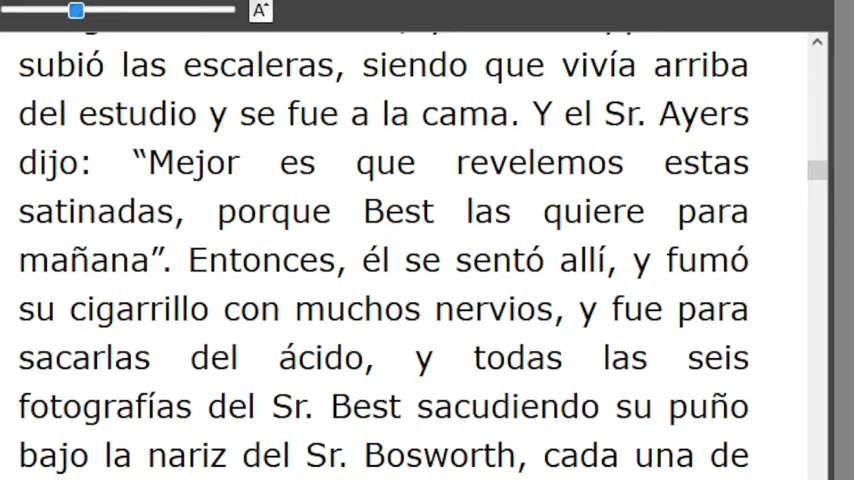 A
subió las escaleras, siendo que vivía arriba
del estudio y se fue a la cama. Y el Sr. Ayers
dijo: “Mejor es que revelemos estas
satinadas, porque Best las quiere para
mañana”. Entonces, él se sentó allí, y fumó
su cigarrillo con muchos nervios, y fue para
sacarlas del ácido, y todas las seis
fotografías del Sr. Best sacudiendo su puño
bajo la nariz del Sr. Bosworth, cada una de